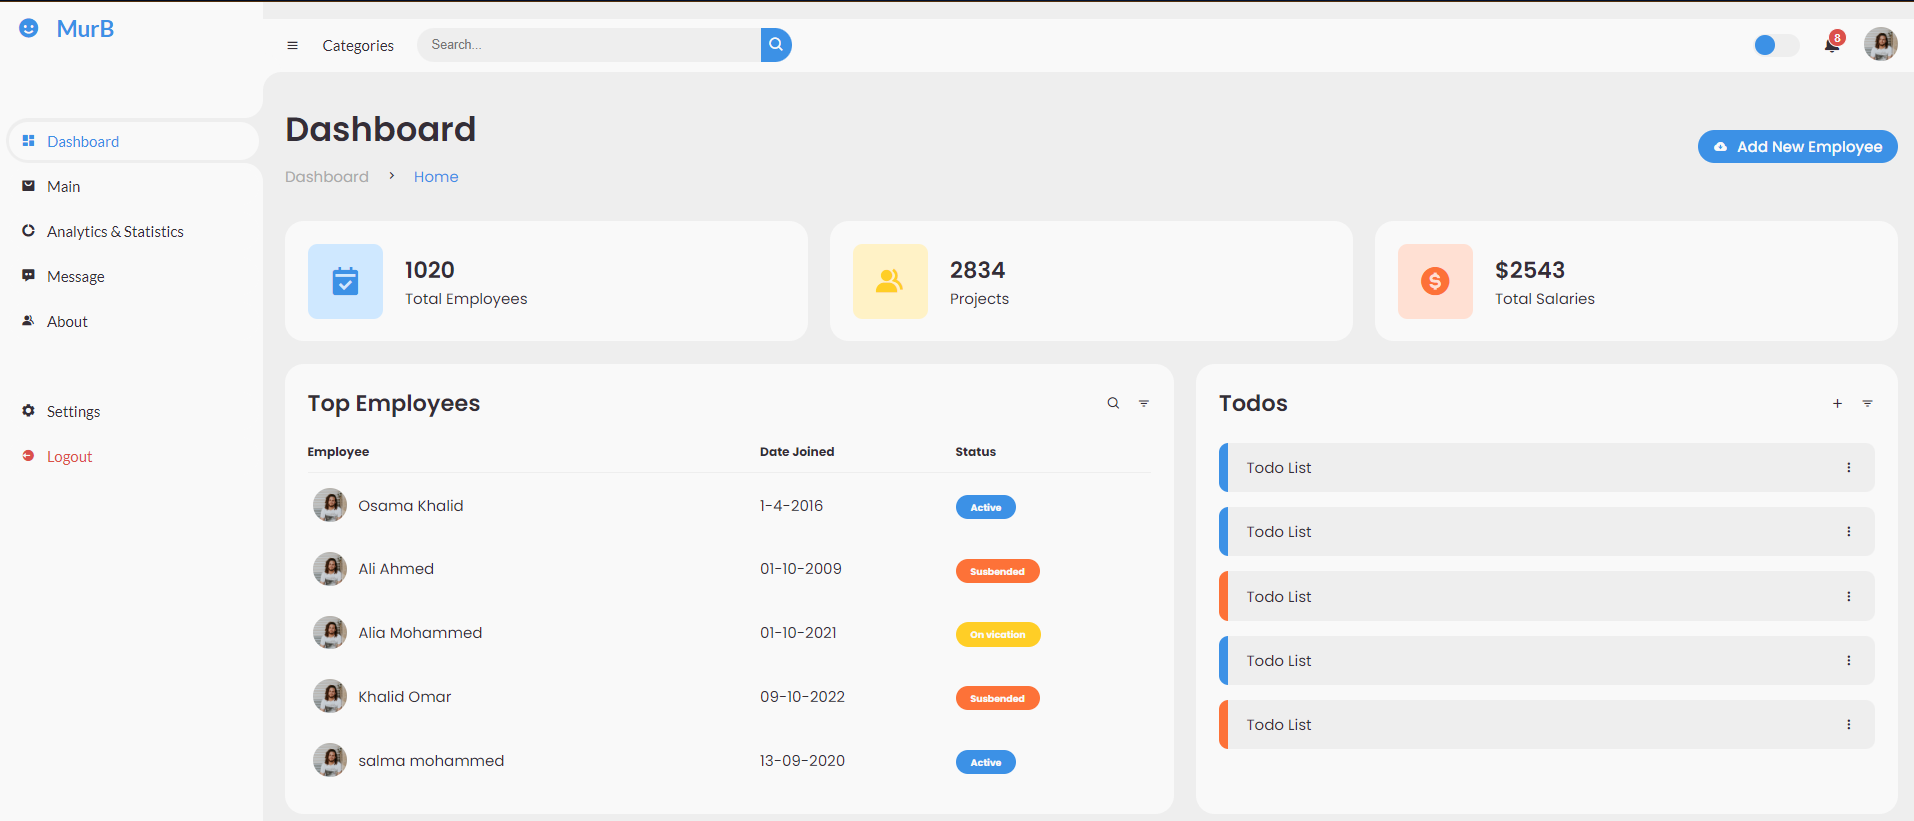 MurB
Categories
Search...
8
Dashboard
Main
Analytics & Statistics
Message
About
Settings
Logout
Dashboard
Dashboard > Home
Add New Employee
1020
Total Employees
2834
Projects
$2543
Total Salaries
Top Employees
Employee Date Joined Status
Osama Khalid 1-4-2016 Active
Ali Ahmed 01-10-2009 Susbended
Alia Mohammed 01-10-2021 On vication
Khalid Omar 09-10-2022 Susbended
salma mohammed 13-09-2020 Active
Todos
Todo List
Todo List
Todo List
Todo List
Todo List